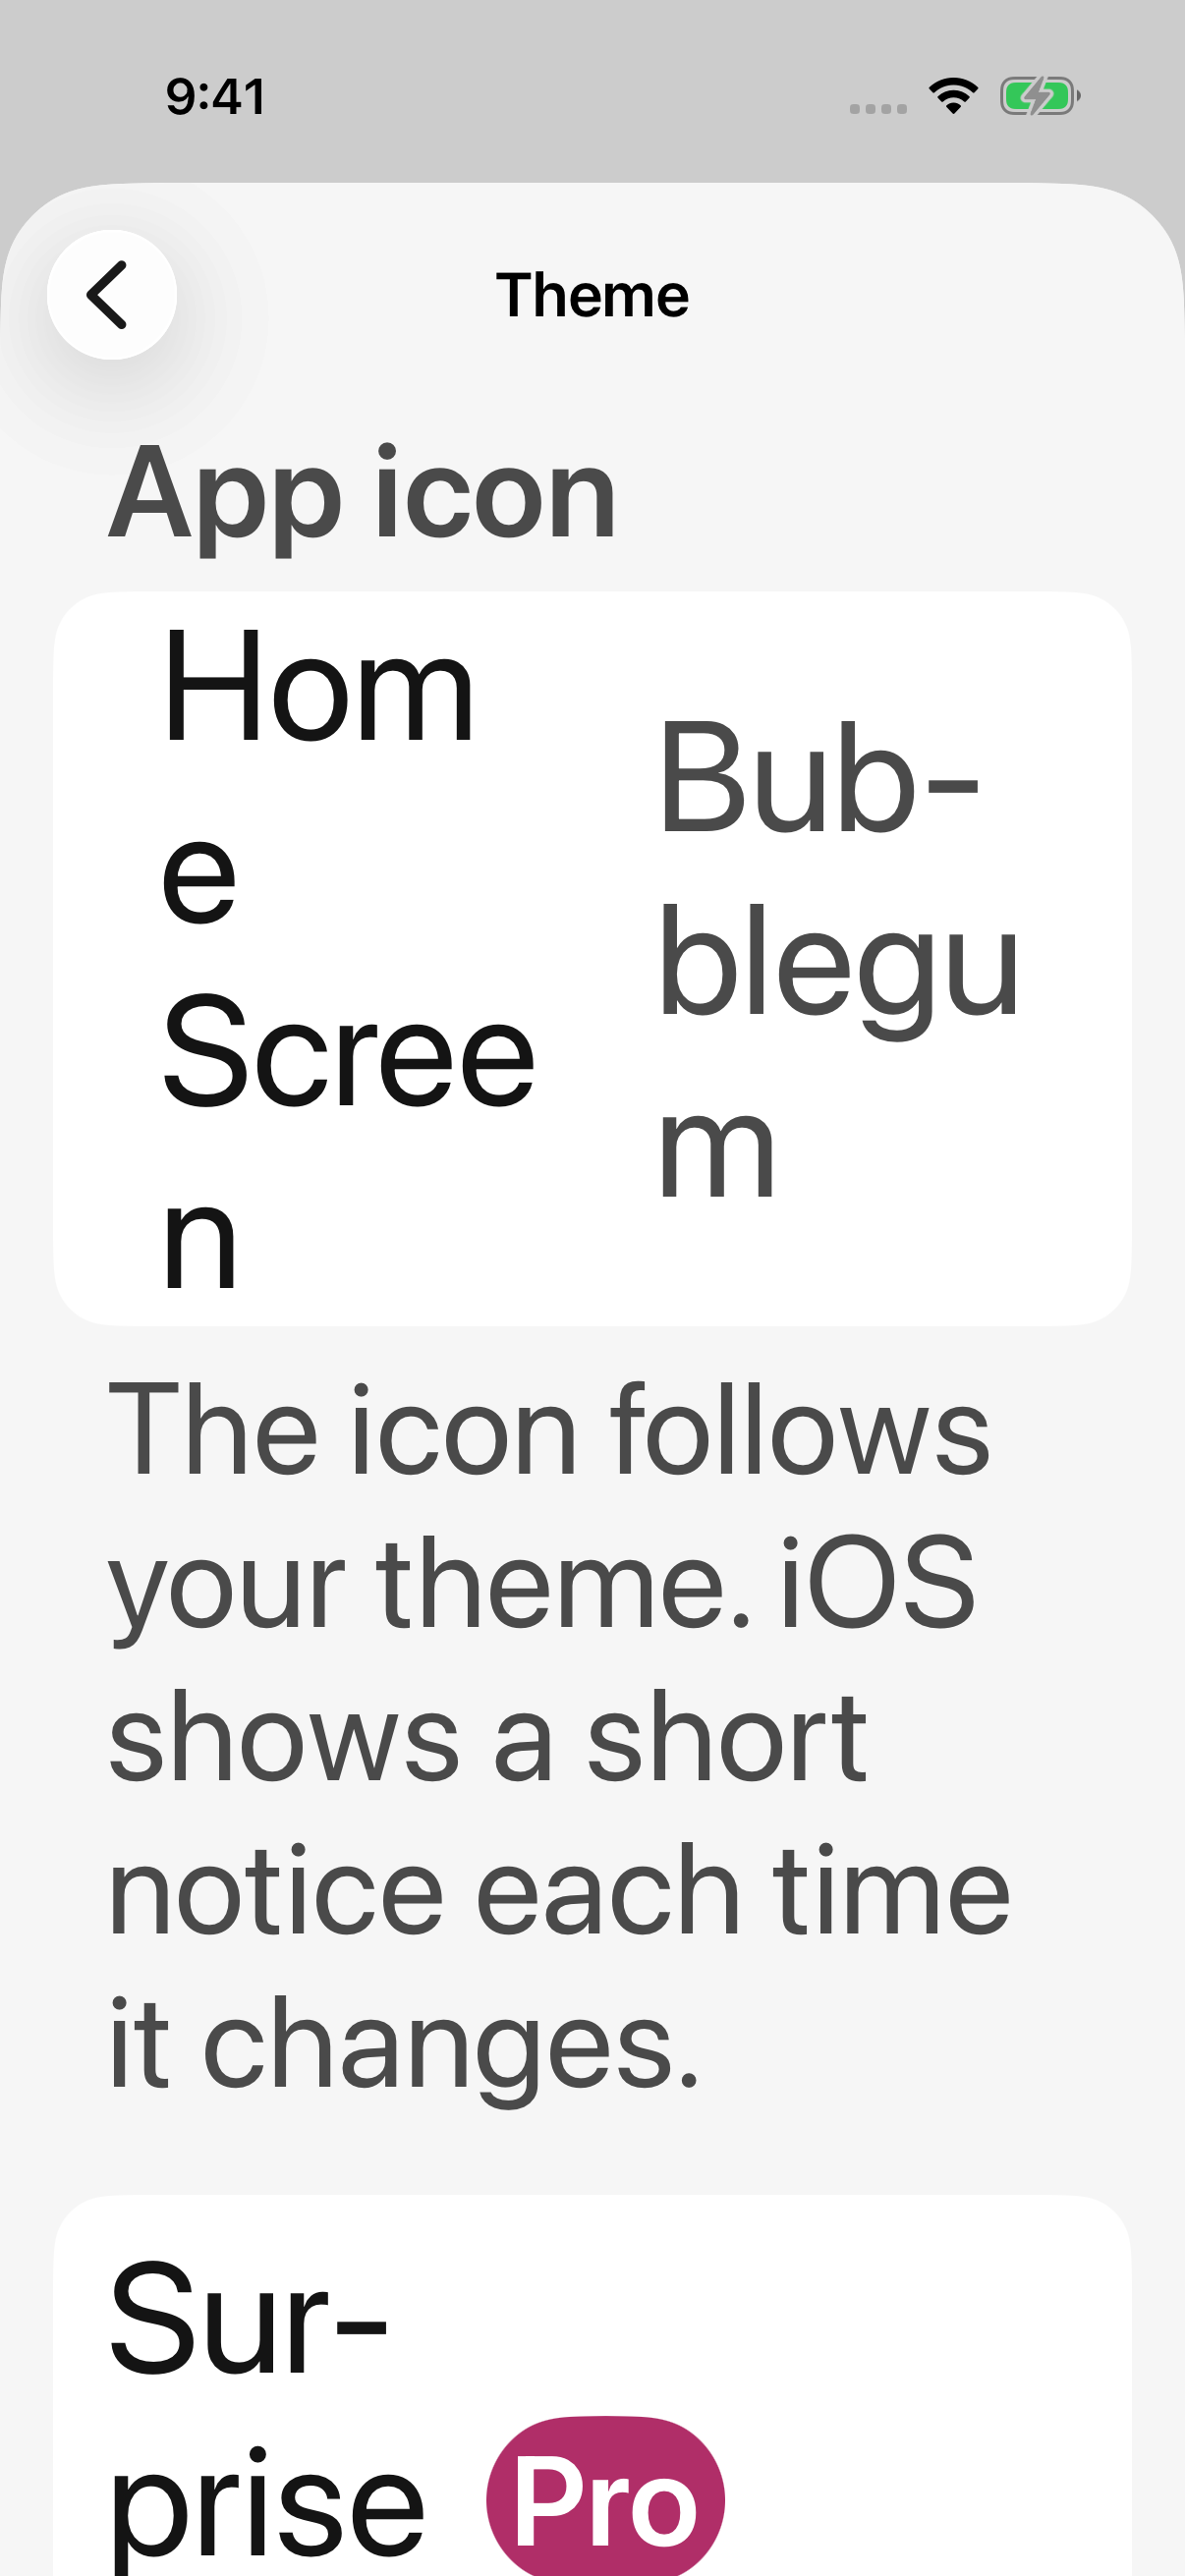 9:41
Theme
App icon
Hom
e
Scree
n
Bub-
blegu
m
The icon follows
your theme. iOS
shows a short
notice each time
it changes.
Sur-
prise
Pro